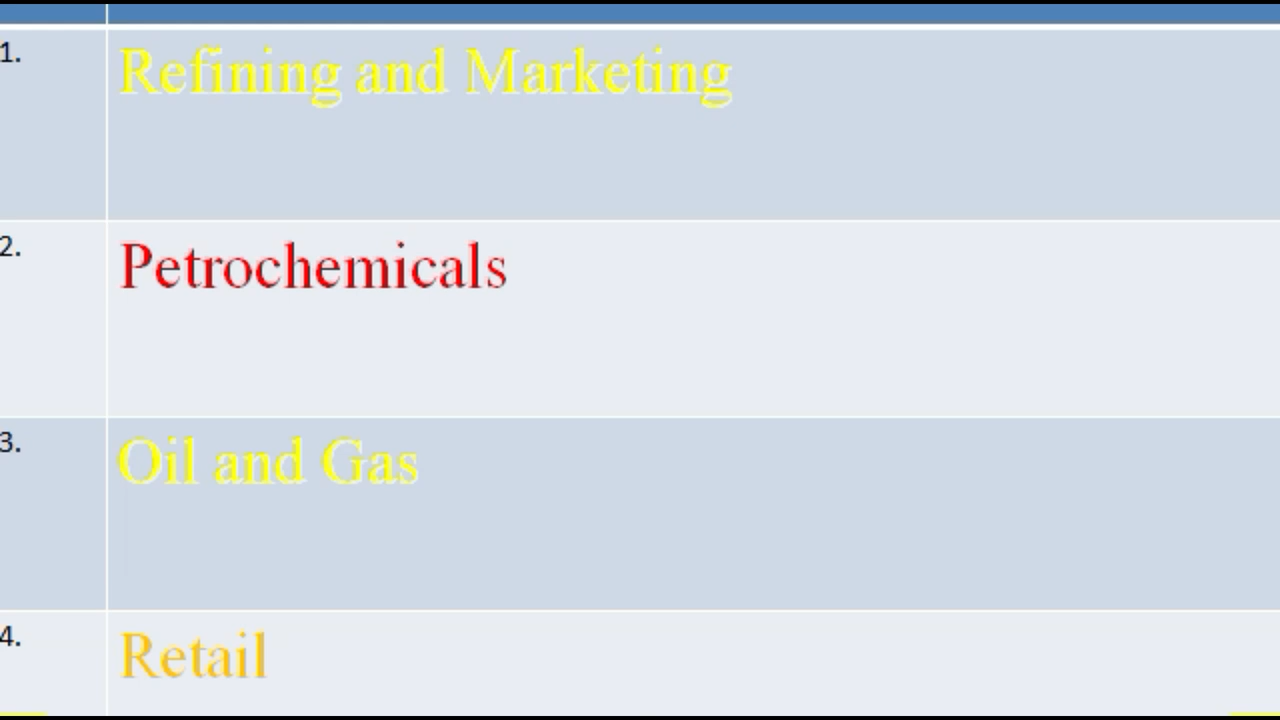 1. Refining and Marketing
2. Petrochemicals
3. Oil and Gas
4. Retail